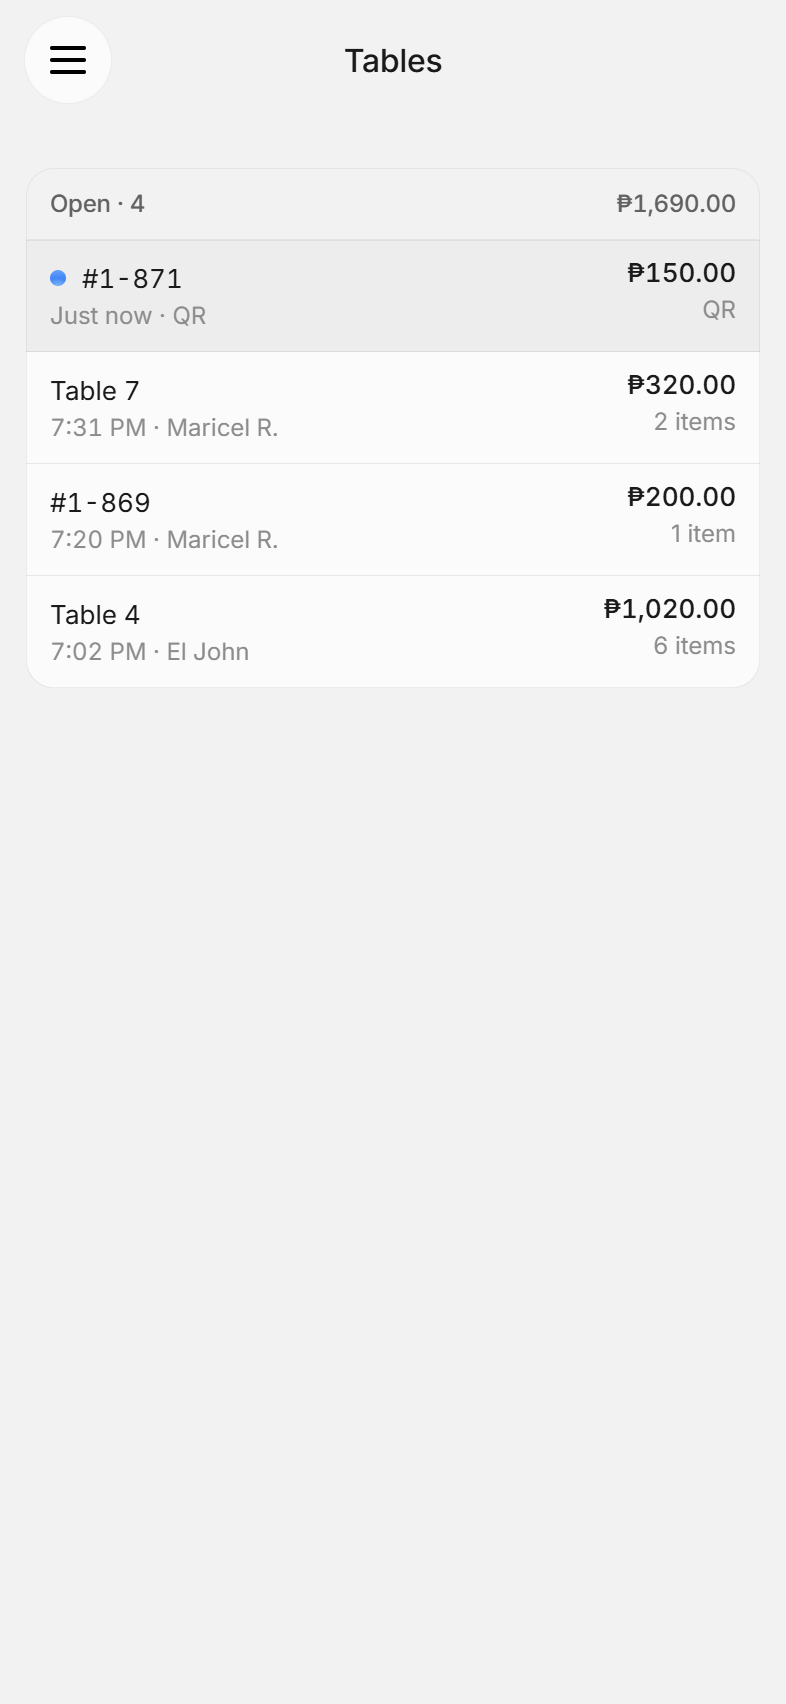 Tables
Open · 4 ₱1,690.00
#1-871 ₱150.00
Just now · QR QR
Table 7 ₱320.00
7:31 PM · Maricel R. 2 items
#1-869 ₱200.00
7:20 PM · Maricel R. 1 item
Table 4 ₱1,020.00
7:02 PM · El John 6 items